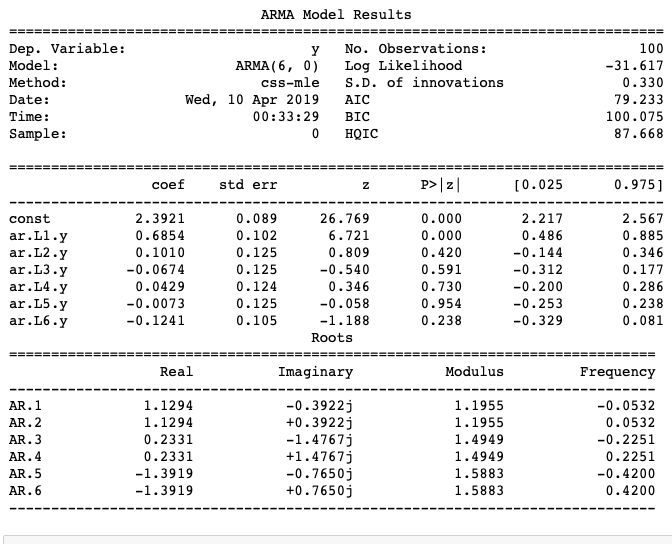 ARMA Model Results
==============================================================================
Dep. Variable: y No. Observations: 100
Model: ARMA(6, 0) Log Likelihood -31.617
Method: css-mle S.D. of innovations 0.330
Date: Wed, 10 Apr 2019 AIC 79.233
Time: 00:33:29 BIC 100.075
Sample: 0 HQIC 87.668
==============================================================================
coef std err z P>|z| [0.025 0.975]
------------------------------------------------------------------------------
const 2.3921 0.089 26.769 0.000 2.217 2.567
ar.L1.y 0.6854 0.102 6.721 0.000 0.486 0.885
ar.L2.y 0.1010 0.125 0.809 0.420 -0.144 0.346
ar.L3.y -0.0674 0.125 -0.540 0.591 -0.312 0.177
ar.L4.y 0.0429 0.124 0.346 0.730 -0.200 0.286
ar.L5.y -0.0073 0.125 -0.058 0.954 -0.253 0.238
ar.L6.y -0.1241 0.105 -1.188 0.238 -0.329 0.081
Roots
=============================================================================
Real Imaginary Modulus Frequency
-----------------------------------------------------------------------------
AR.1 1.1294 -0.3922j 1.1955 -0.0532
AR.2 1.1294 +0.3922j 1.1955 0.0532
AR.3 0.2331 -1.4767j 1.4949 -0.2251
AR.4 0.2331 +1.4767j 1.4949 0.2251
AR.5 -1.3919 -0.7650j 1.5883 -0.4200
AR.6 -1.3919 +0.7650j 1.5883 0.4200
-----------------------------------------------------------------------------